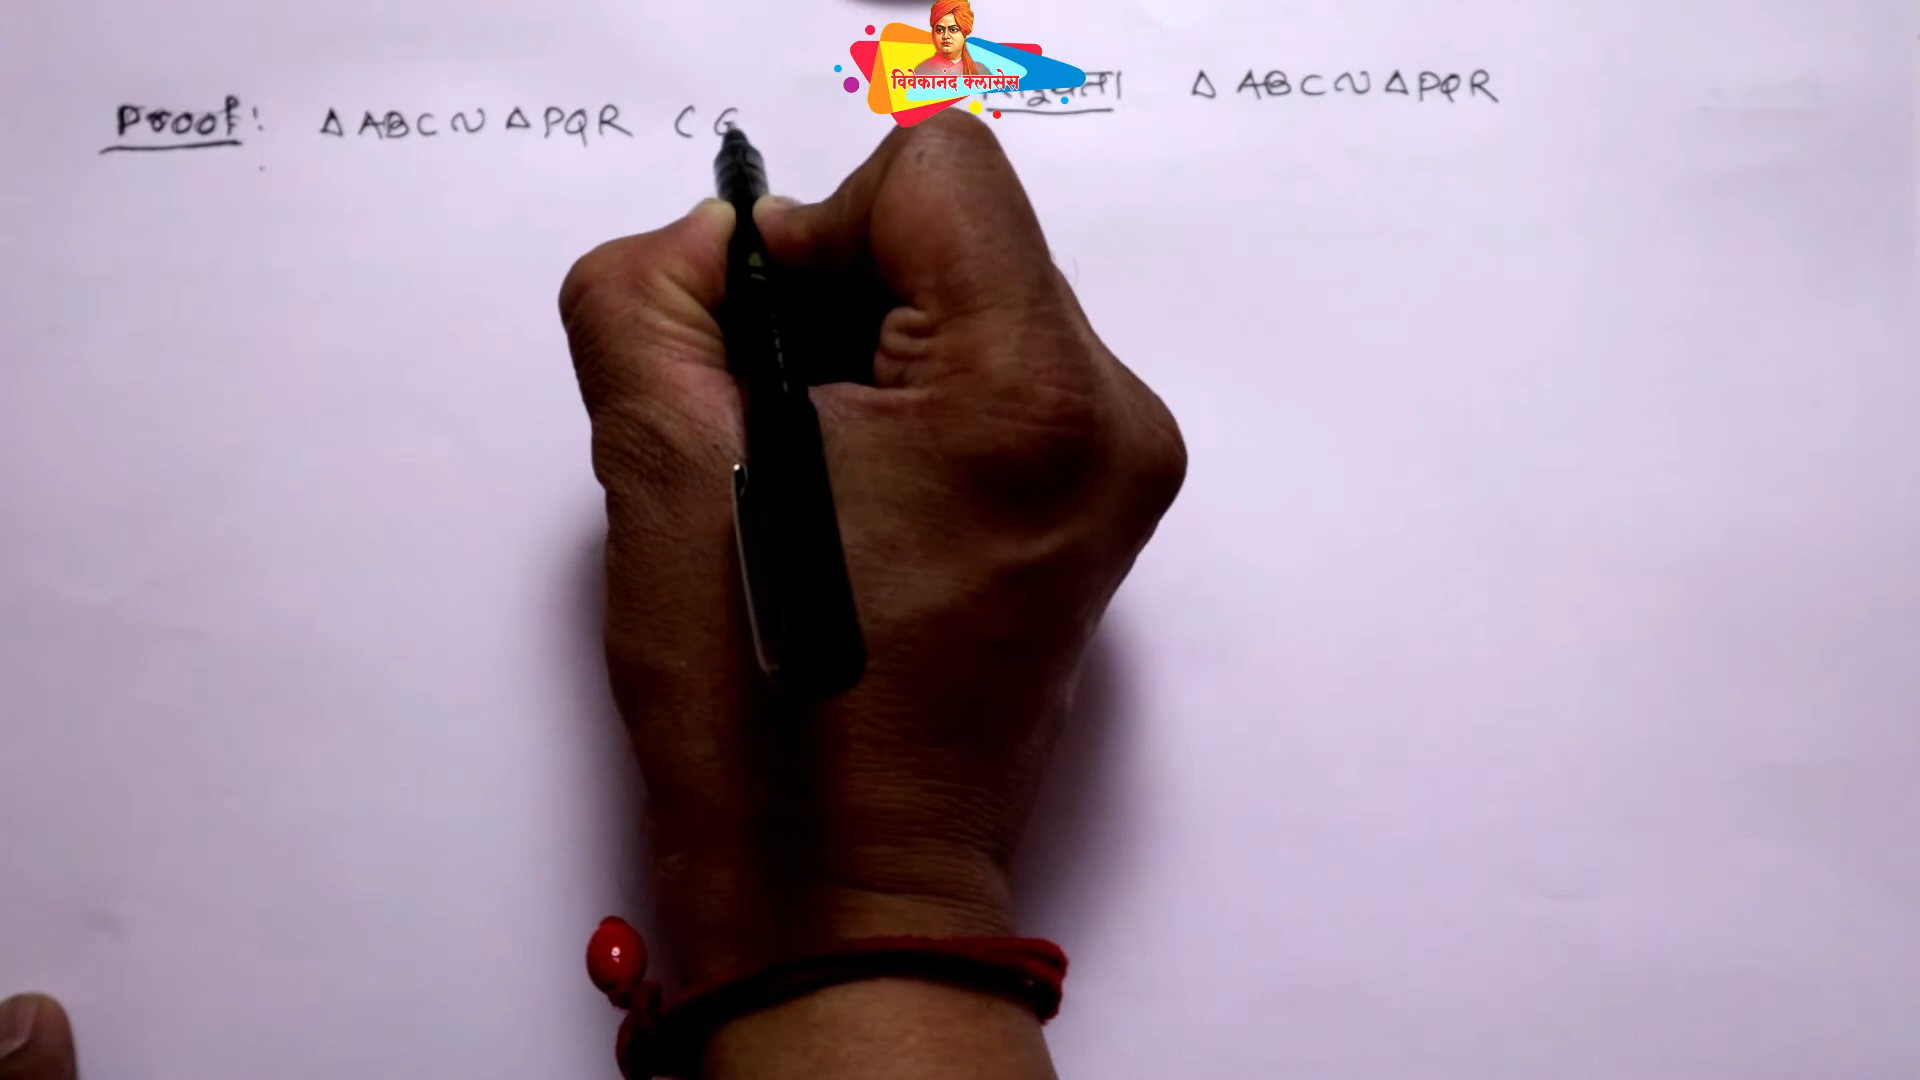 विवेकानंद क्लासेस
Proof: Δ ABC ~ Δ PQR ( G
Δ ABC ~ Δ PQR